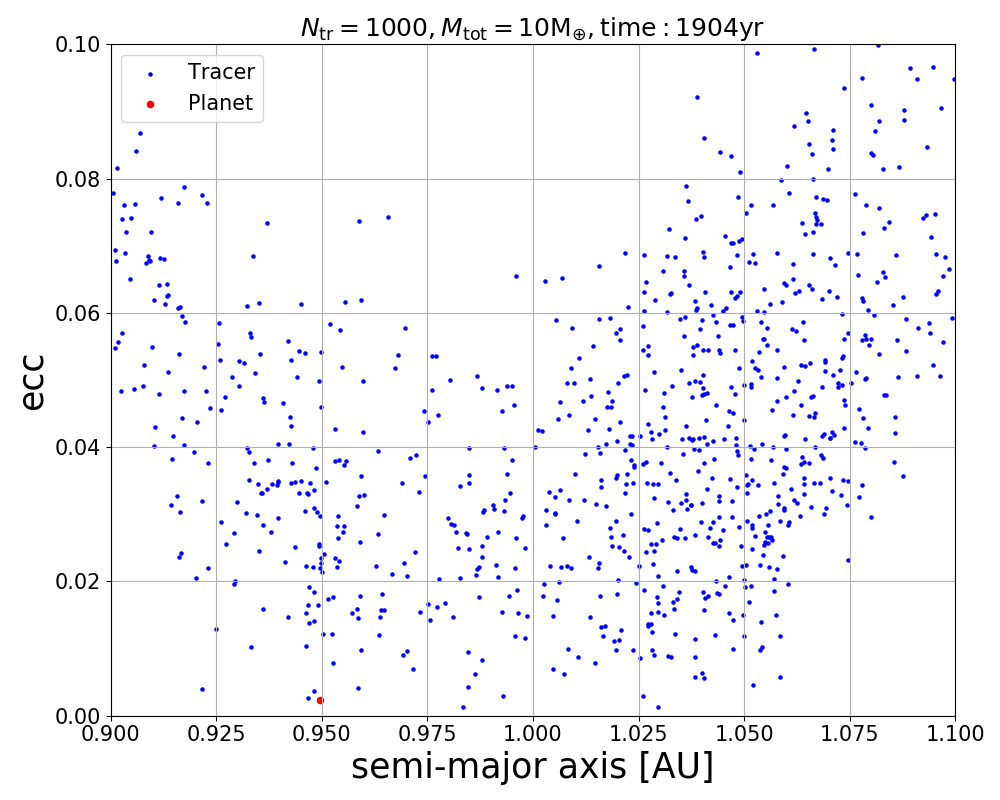 N_tr = 1000, M_tot = 10M_⊕, time : 1904yr
0.10
Tracer
Planet
0.08
0.06
ecc
0.04
0.02
0.00
0.900 0.925 0.950 0.975 1.000 1.025 1.050 1.075 1.100
semi-major axis [AU]